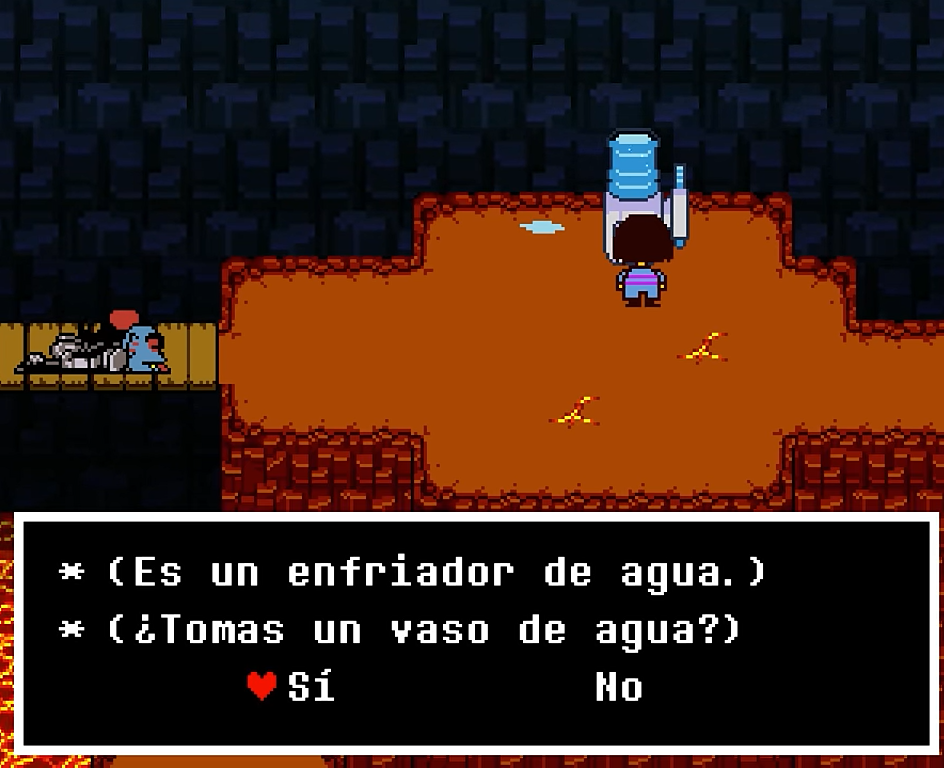 * (Es un enfriador de agua.)
* (¿Tomas un vaso de agua?)
Sí No